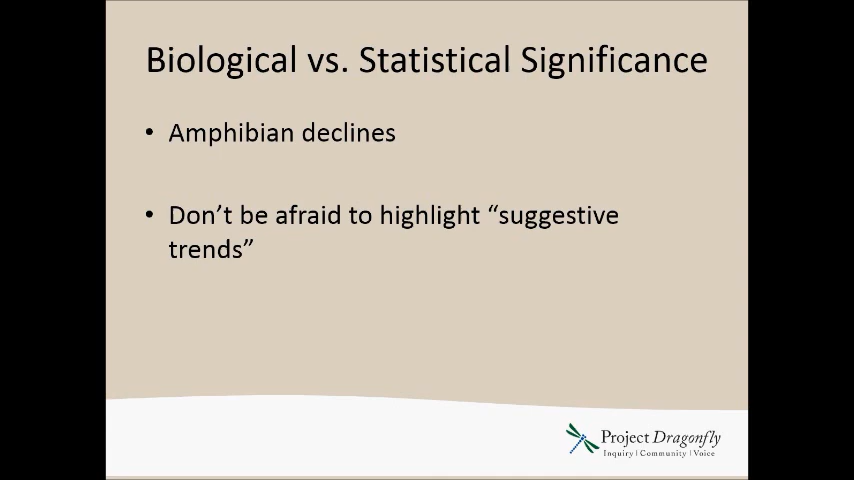 Biological vs. Statistical Significance
• Amphibian declines
• Don’t be afraid to highlight “suggestive
trends”
Project Dragonfly
Inquiry | Community | Voice